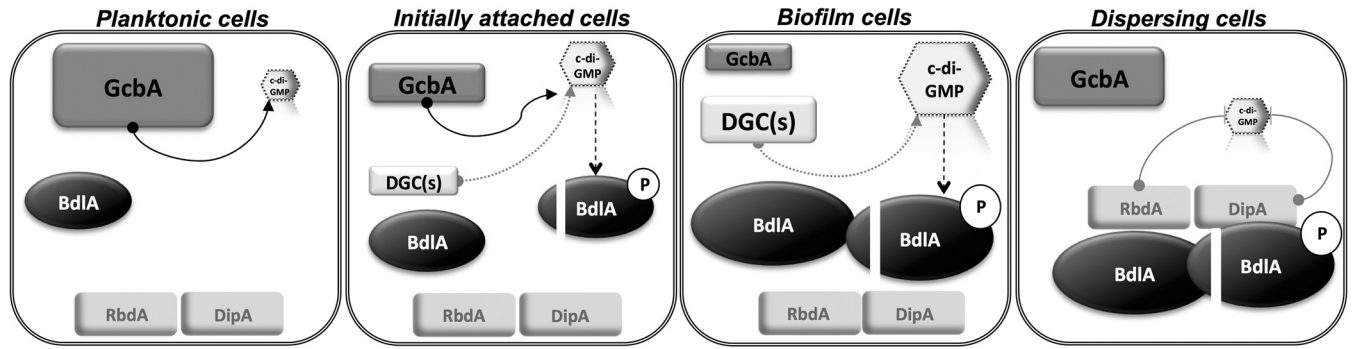 Planktonic cells
GcbA
c-di-
GMP
BdlA
RbdA
DipA
Initially attached cells
GcbA
c-di-
GMP
DGC(s)
P
BdlA
BdlA
RbdA
DipA
Biofilm cells
GcbA
c-di-
GMP
DGC(s)
P
BdlA
BdlA
RbdA
DipA
Dispersing cells
GcbA
c-di-
GMP
RbdA
DipA
P
BdlA
BdlA